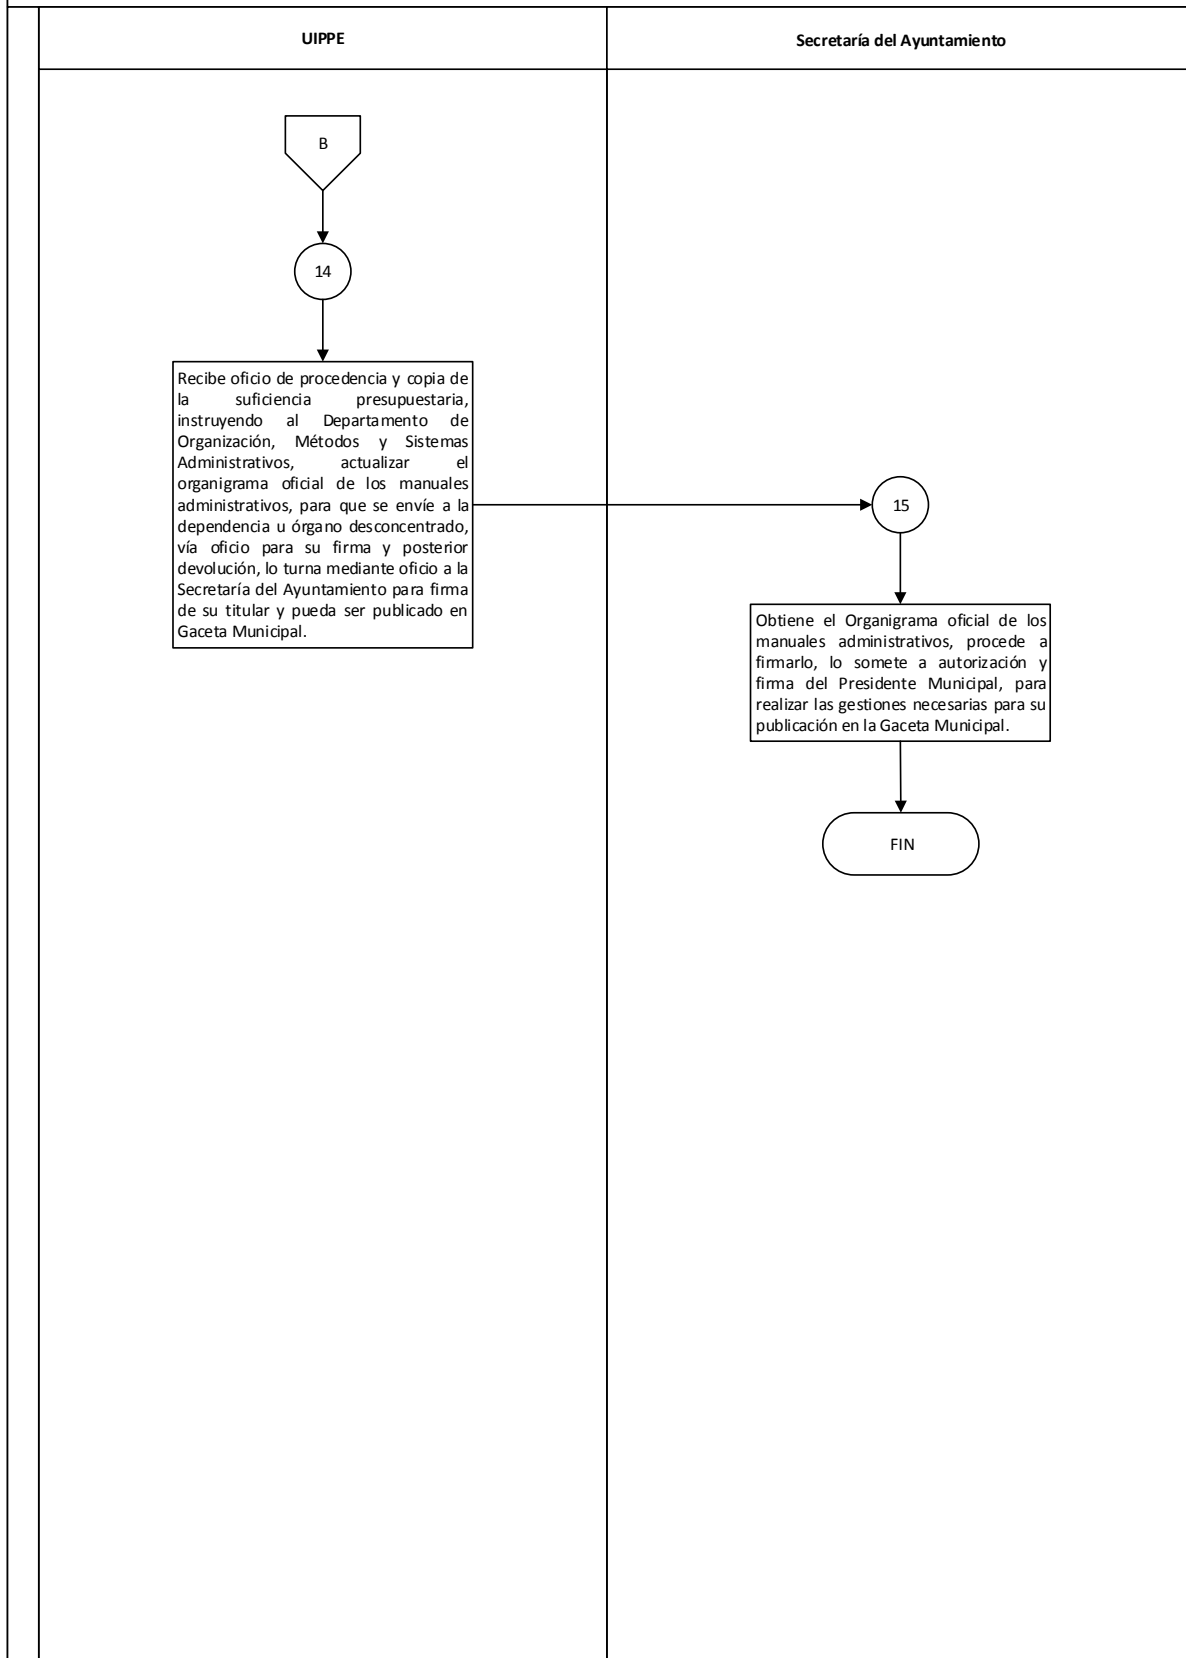 UIPPE
Secretaría del Ayuntamiento
B
14
Recibe oficio de procedencia y copia de
la suficiencia presupuestaria,
instruyendo al Departamento de
Organización, Métodos y Sistemas
Administrativos, actualizar el
organigrama oficial de los manuales
administrativos, para que se envíe a la
dependencia u órgano desconcentrado,
vía oficio para su firma y posterior
devolución, lo turna mediante oficio a la
Secretaría del Ayuntamiento para firma
de su titular y pueda ser publicado en
Gaceta Municipal.
15
Obtiene el Organigrama oficial de los
manuales administrativos, procede a
firmarlo, lo somete a autorización y
firma del Presidente Municipal, para
realizar las gestiones necesarias para su
publicación en la Gaceta Municipal.
FIN